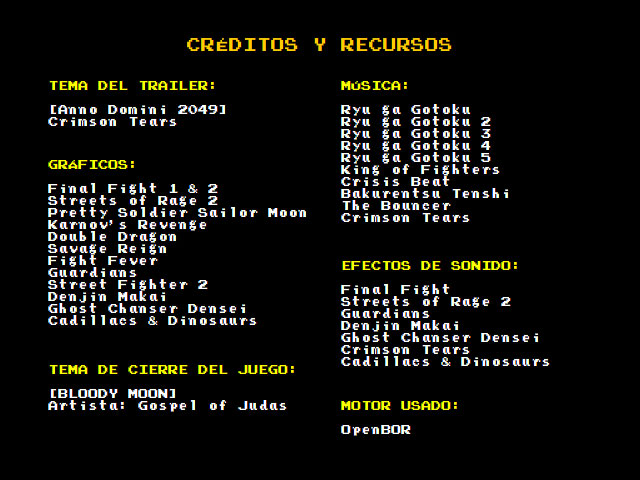 CRéDITOS Y RECURSOS
TEMA DEL TRAILER:
[Anno Domini 2049]
Crimson Tears
GRáFICOS:
Final Fight 1 & 2
Streets of Rage 2
Pretty Soldier Sailor Moon
Karnov's Revenge
Double Dragon
Savage Reign
Fight Fever
Guardians
Street Fighter 2
Denjin Makai
Ghost Chanser Densei
Cadillacs & Dinosaurs
TEMA DE CIERRE DEL JUEGO:
[BLOODY MOON]
Artista: Gospel of Judas
MúSICA:
Ryu ga Gotoku
Ryu ga Gotoku 2
Ryu ga Gotoku 3
Ryu ga Gotoku 4
Ryu ga Gotoku 5
King of Fighters
Crisis Beat
Bakurentsu Tenshi
The Bouncer
Crimson Tears
EFECTOS DE SONIDO:
Final Fight
Streets of Rage 2
Guardians
Denjin Makai
Ghost Chanser Densei
Crimson Tears
Cadillacs & Dinosaurs
MOTOR USADO:
OpenBOR